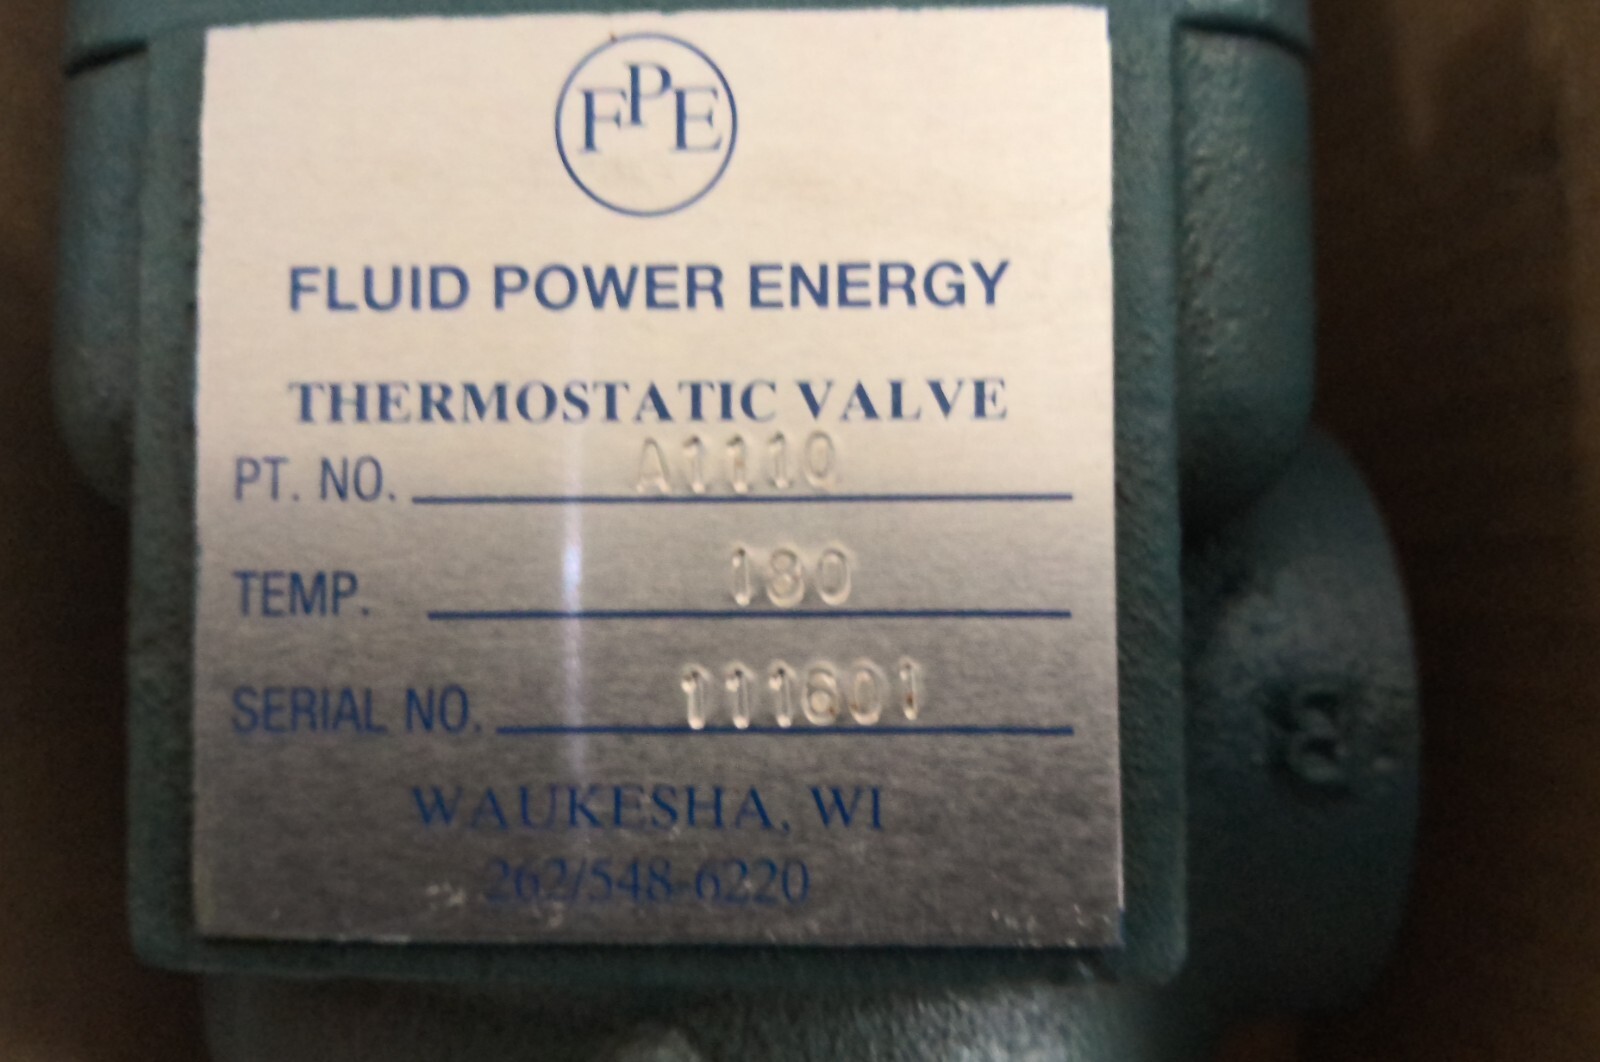 FPE
FLUID POWER ENERGY
THERMOSTATIC VALVE
PT. NO. A1110
TEMP. 180
SERIAL NO. 111601
WAUKESHA, WI
262/548-6220